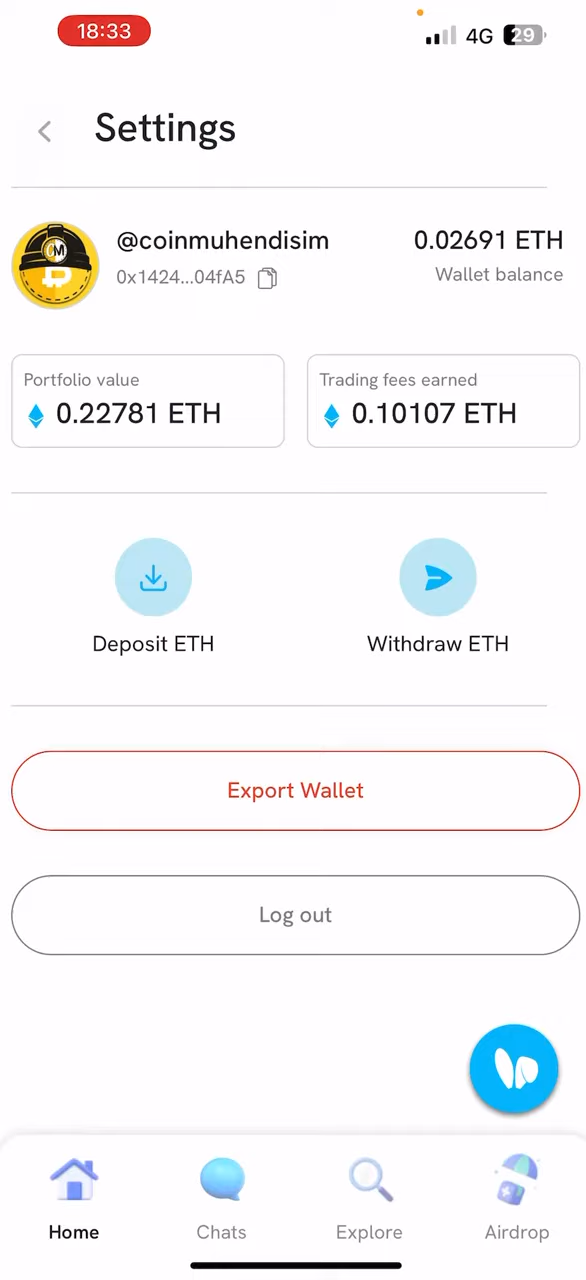 18:33
4G 29
Settings
@coinmuhendisim
0x1424...04fA5
0.02691 ETH
Wallet balance
Portfolio value
0.22781 ETH
Trading fees earned
0.10107 ETH
Deposit ETH
Withdraw ETH
Export Wallet
Log out
Home
Chats
Explore
Airdrop